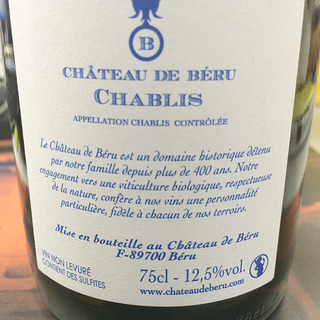 B
CHÂTEAU DE BÉRU
CHABLIS
APPELLATION CHABLIS CONTRÔLÉE
Le Château de Béru est un domaine historique détenu
par notre famille depuis plus de 400 ans. Notre
engagement vers une viticulture biologique, respectueuse
de la nature, confère à nos vins une personnalité
particulière, fidèle à chacun de nos terroirs.
Mise en bouteille au Château de Béru
F-89700 Béru
VIN NON LEVURÉ
CONTIENT DES SULFITES
75cl - 12,5%vol.
www.chateaudeberu.com